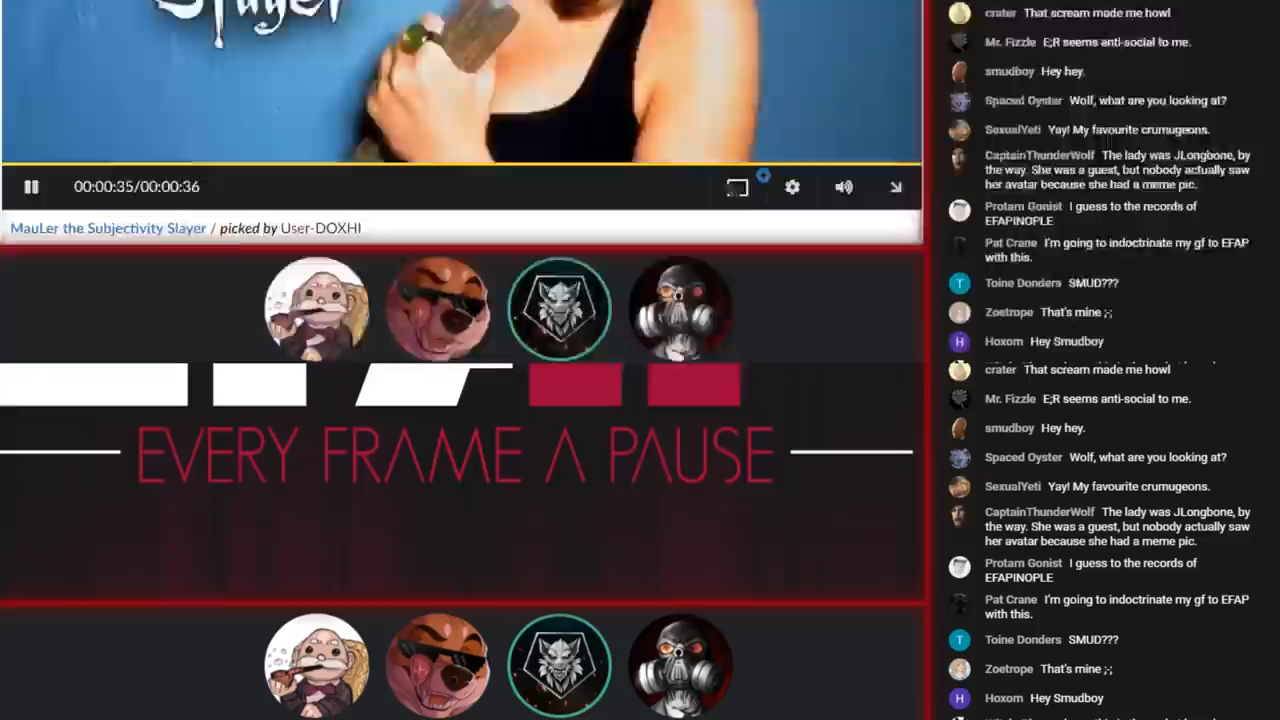 Slayer
00:00:35/00:00:36
MauLer the Subjectivity Slayer / picked by User-DOXHI
EVERY FRAME A PAUSE
crater That scream made me howl
Mr. Fizzle E;R seems anti-social to me.
smudboy Hey hey.
Spaced Oyster Wolf, what are you looking at?
SexualYeti Yay! My favourite crumugeons.
CaptainThunderWolf The lady was JLongbone, by
the way. She was a guest, but nobody actually saw
her avatar because she had a meme pic.
Protam Gonist I guess to the records of
EFAPINOPLE
Pat Crane I'm going to indoctrinate my gf to EFAP
with this.
T
Toine Donders SMUD???
Zoetrope That's mine ;-;
H
Hoxom Hey Smudboy
crater That scream made me howl
Mr. Fizzle E;R seems anti-social to me.
smudboy Hey hey.
Spaced Oyster Wolf, what are you looking at?
SexualYeti Yay! My favourite crumugeons.
CaptainThunderWolf The lady was JLongbone, by
the way. She was a guest, but nobody actually saw
her avatar because she had a meme pic.
Protam Gonist I guess to the records of
EFAPINOPLE
Pat Crane I'm going to indoctrinate my gf to EFAP
with this.
T
Toine Donders SMUD???
Zoetrope That's mine ;-;
H
Hoxom Hey Smudboy